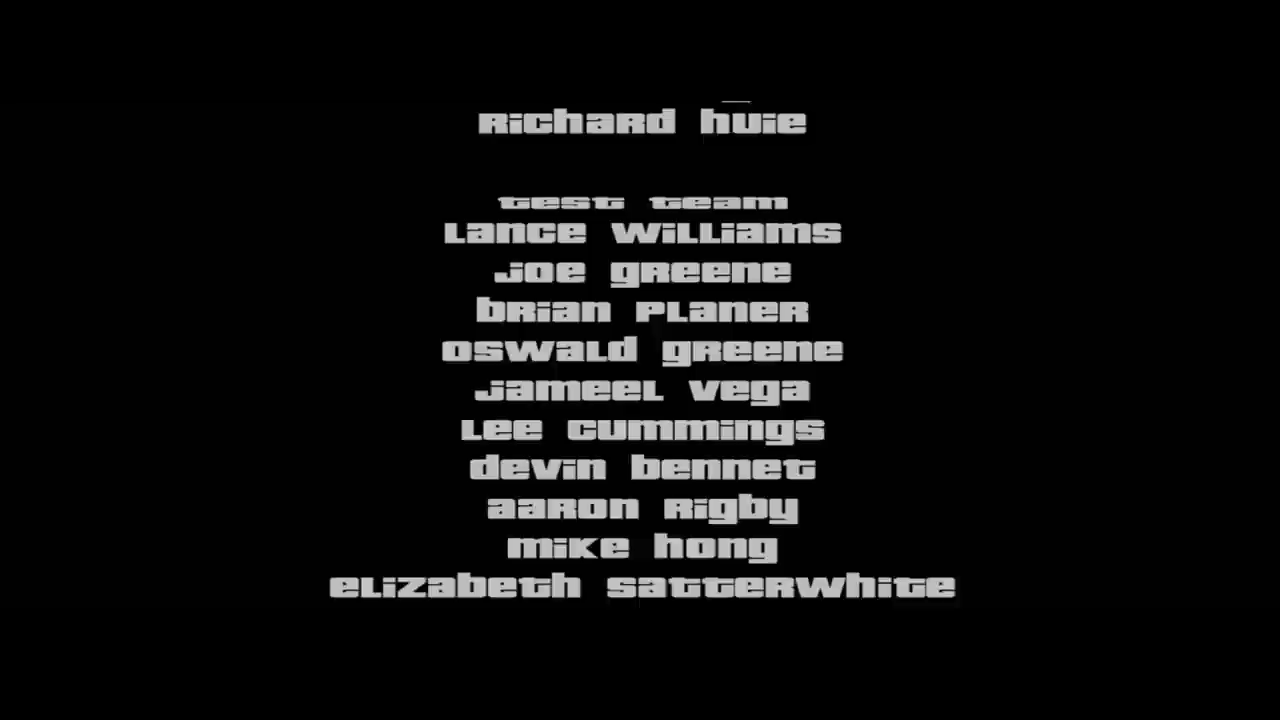 Richard Huie
test team
Lance Williams
Joe Greene
Brian Planer
Oswald Greene
Jameel Vega
Lee Cummings
Devin Bennet
Aaron Rigby
Mike Hong
Elizabeth Satterwhite